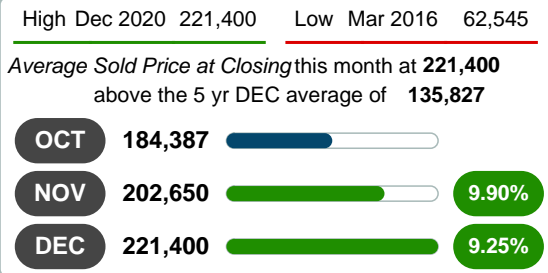 High Dec 2020 221,400 Low Mar 2016 62,545
Average Sold Price at Closing this month at 221,400
above the 5 yr DEC average of 135,827
OCT 184,387
NOV 202,650 9.90%
DEC 221,400 9.25%